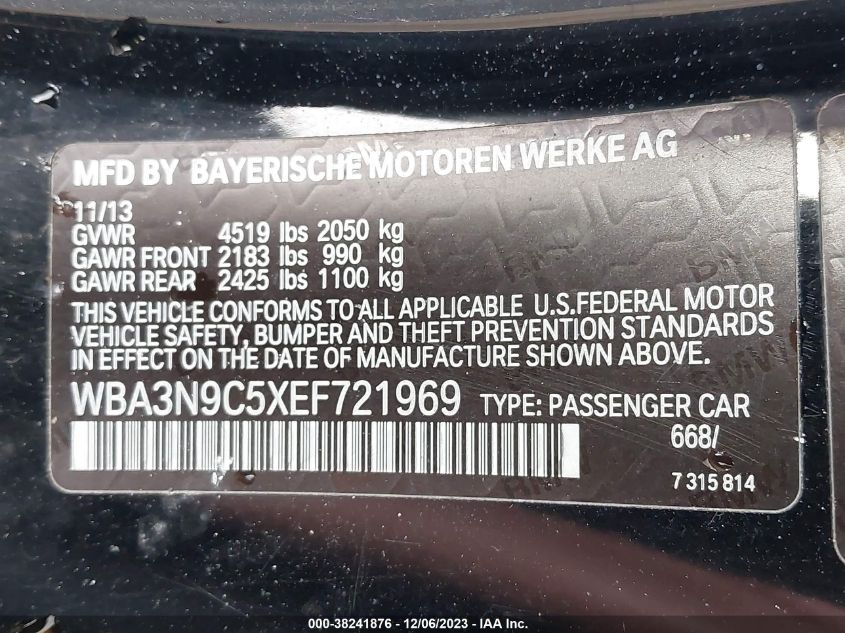 MFD BY BAYERISCHE MOTOREN WERKE AG
11/13
GVWR 4519 lbs 2050 kg
GAWR FRONT 2183 lbs 990 kg
GAWR REAR 2425 lbs 1100 kg
THIS VEHICLE CONFORMS TO ALL APPLICABLE U.S.FEDERAL MOTOR
VEHICLE SAFETY, BUMPER AND THEFT PREVENTION STANDARDS
IN EFFECT ON THE DATE OF MANUFACTURE SHOWN ABOVE.
WBA3N9C5XEF721969 TYPE: PASSENGER CAR
668/
7 315 814
000-38241876 - 12/06/2023 - IAA Inc.